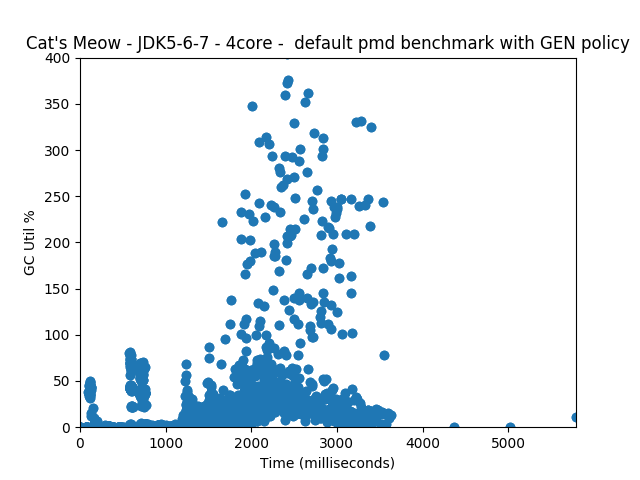 Cat's Meow - JDK5-6-7 - 4core -  default pmd benchmark with GEN policy
400
350
300
250
200
150
100
50
0
GC Util %
0 1000 2000 3000 4000 5000
Time (milliseconds)